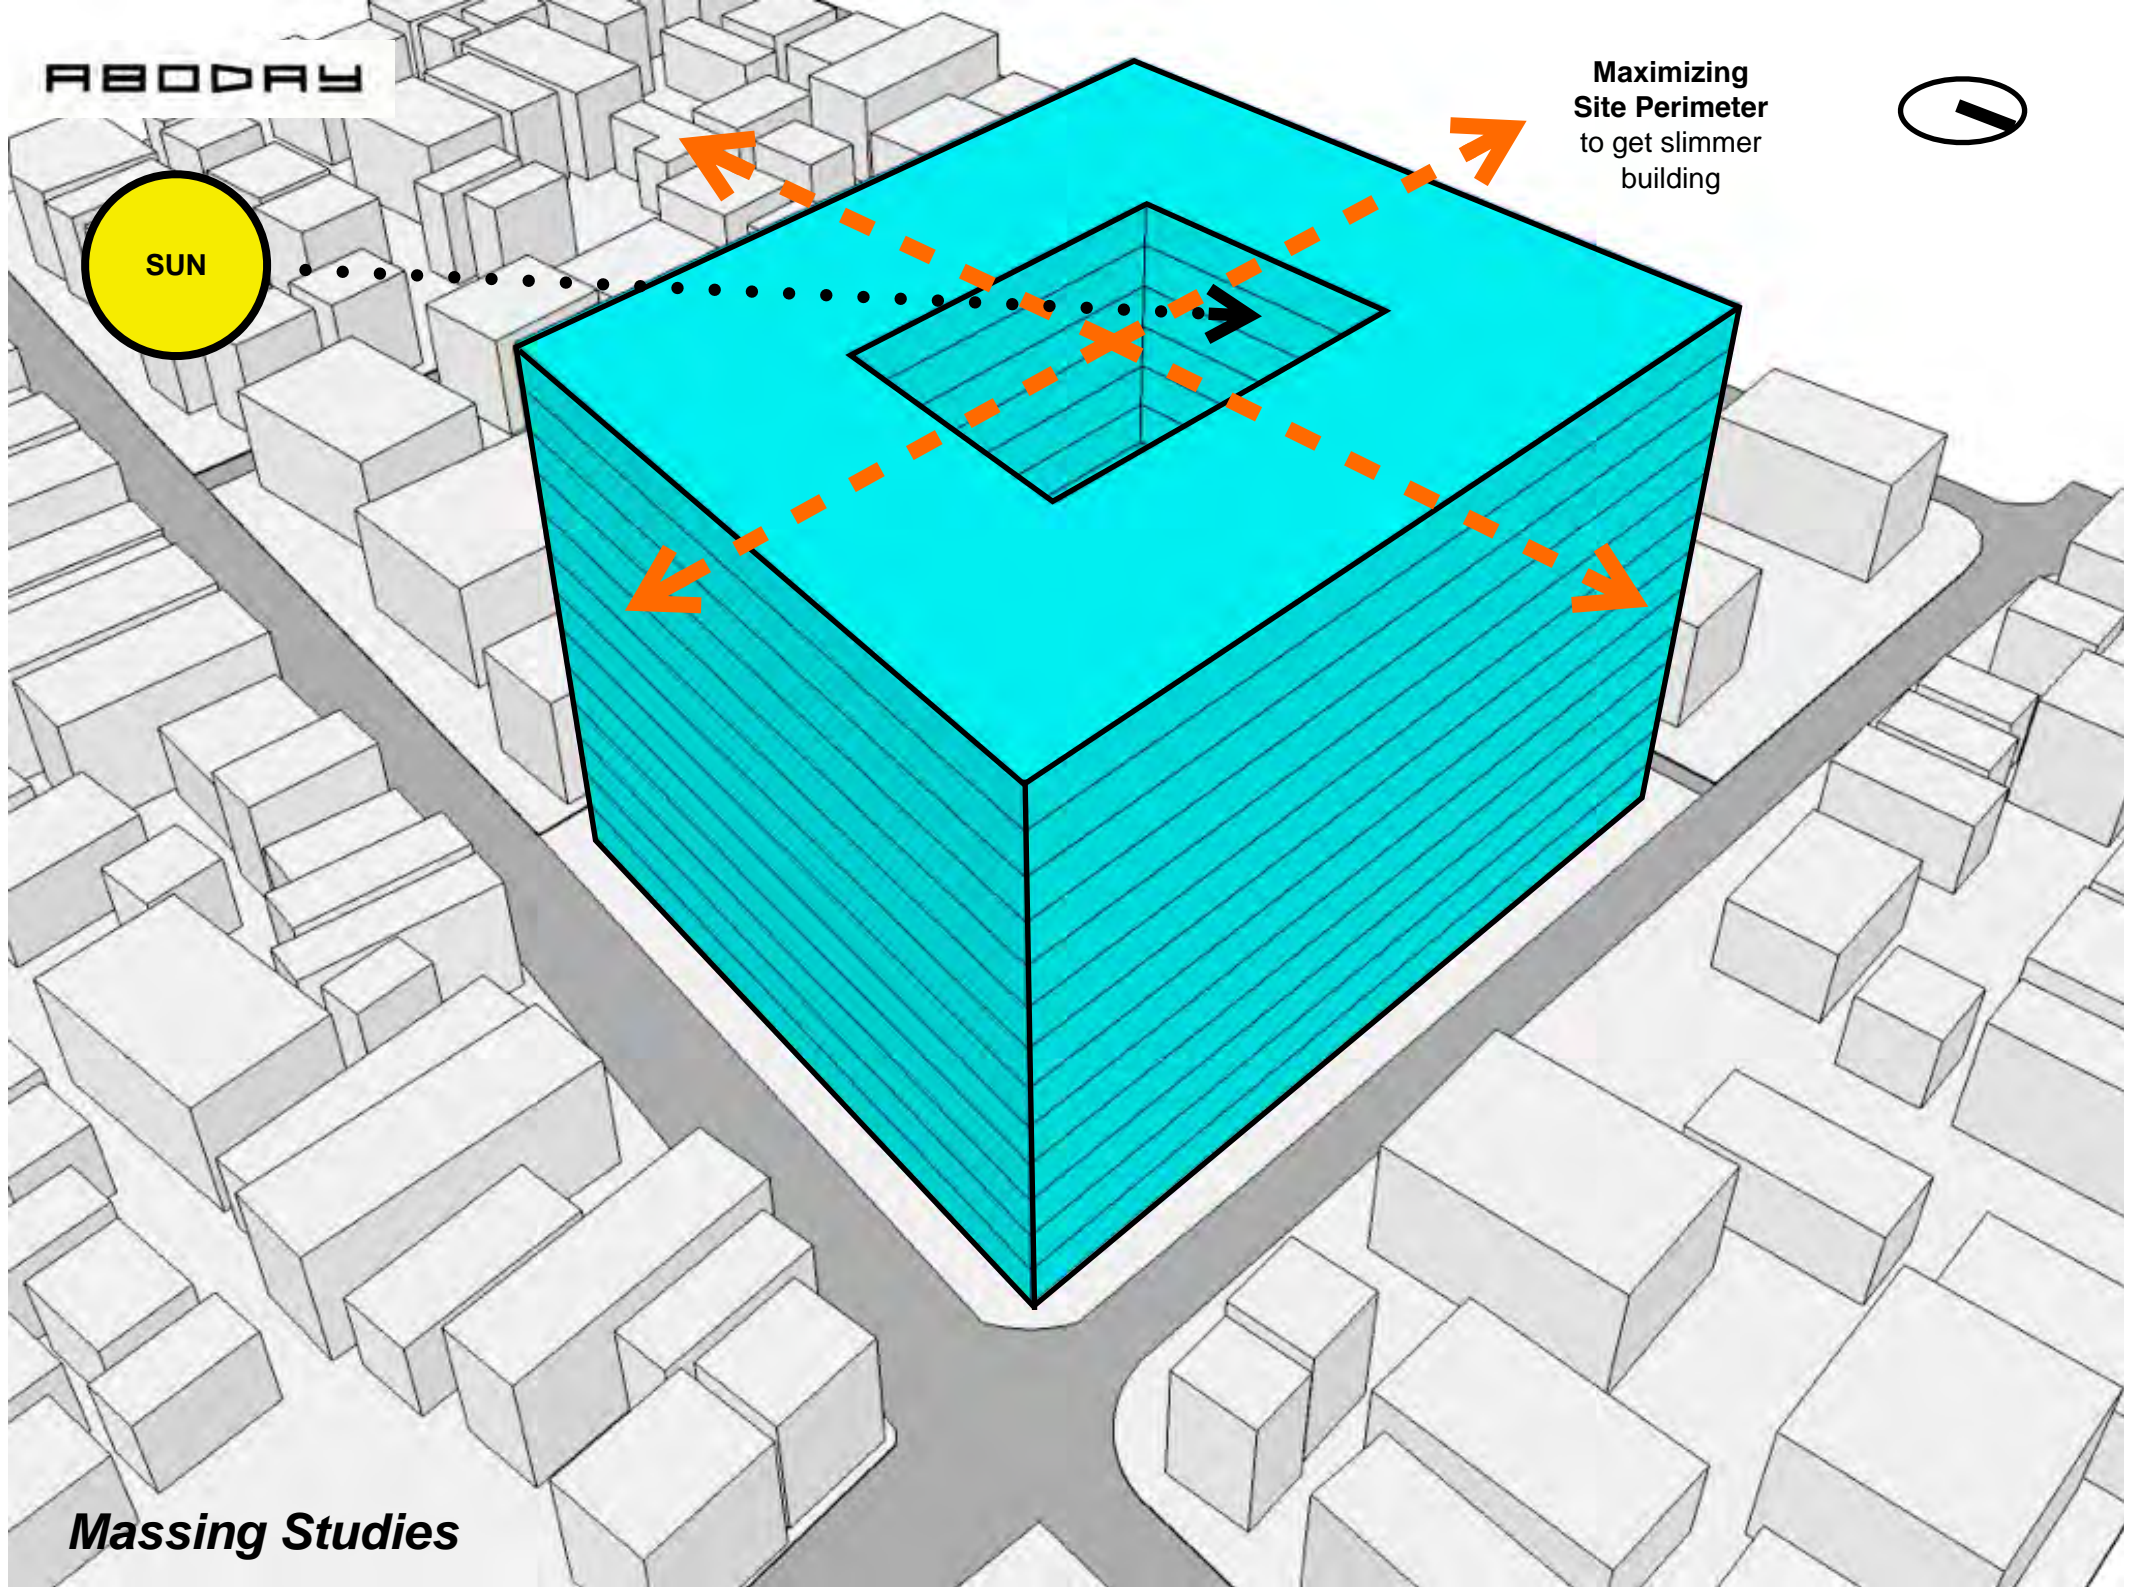 ABODAY
Maximizing
Site Perimeter
to get slimmer
building
SUN
Massing Studies